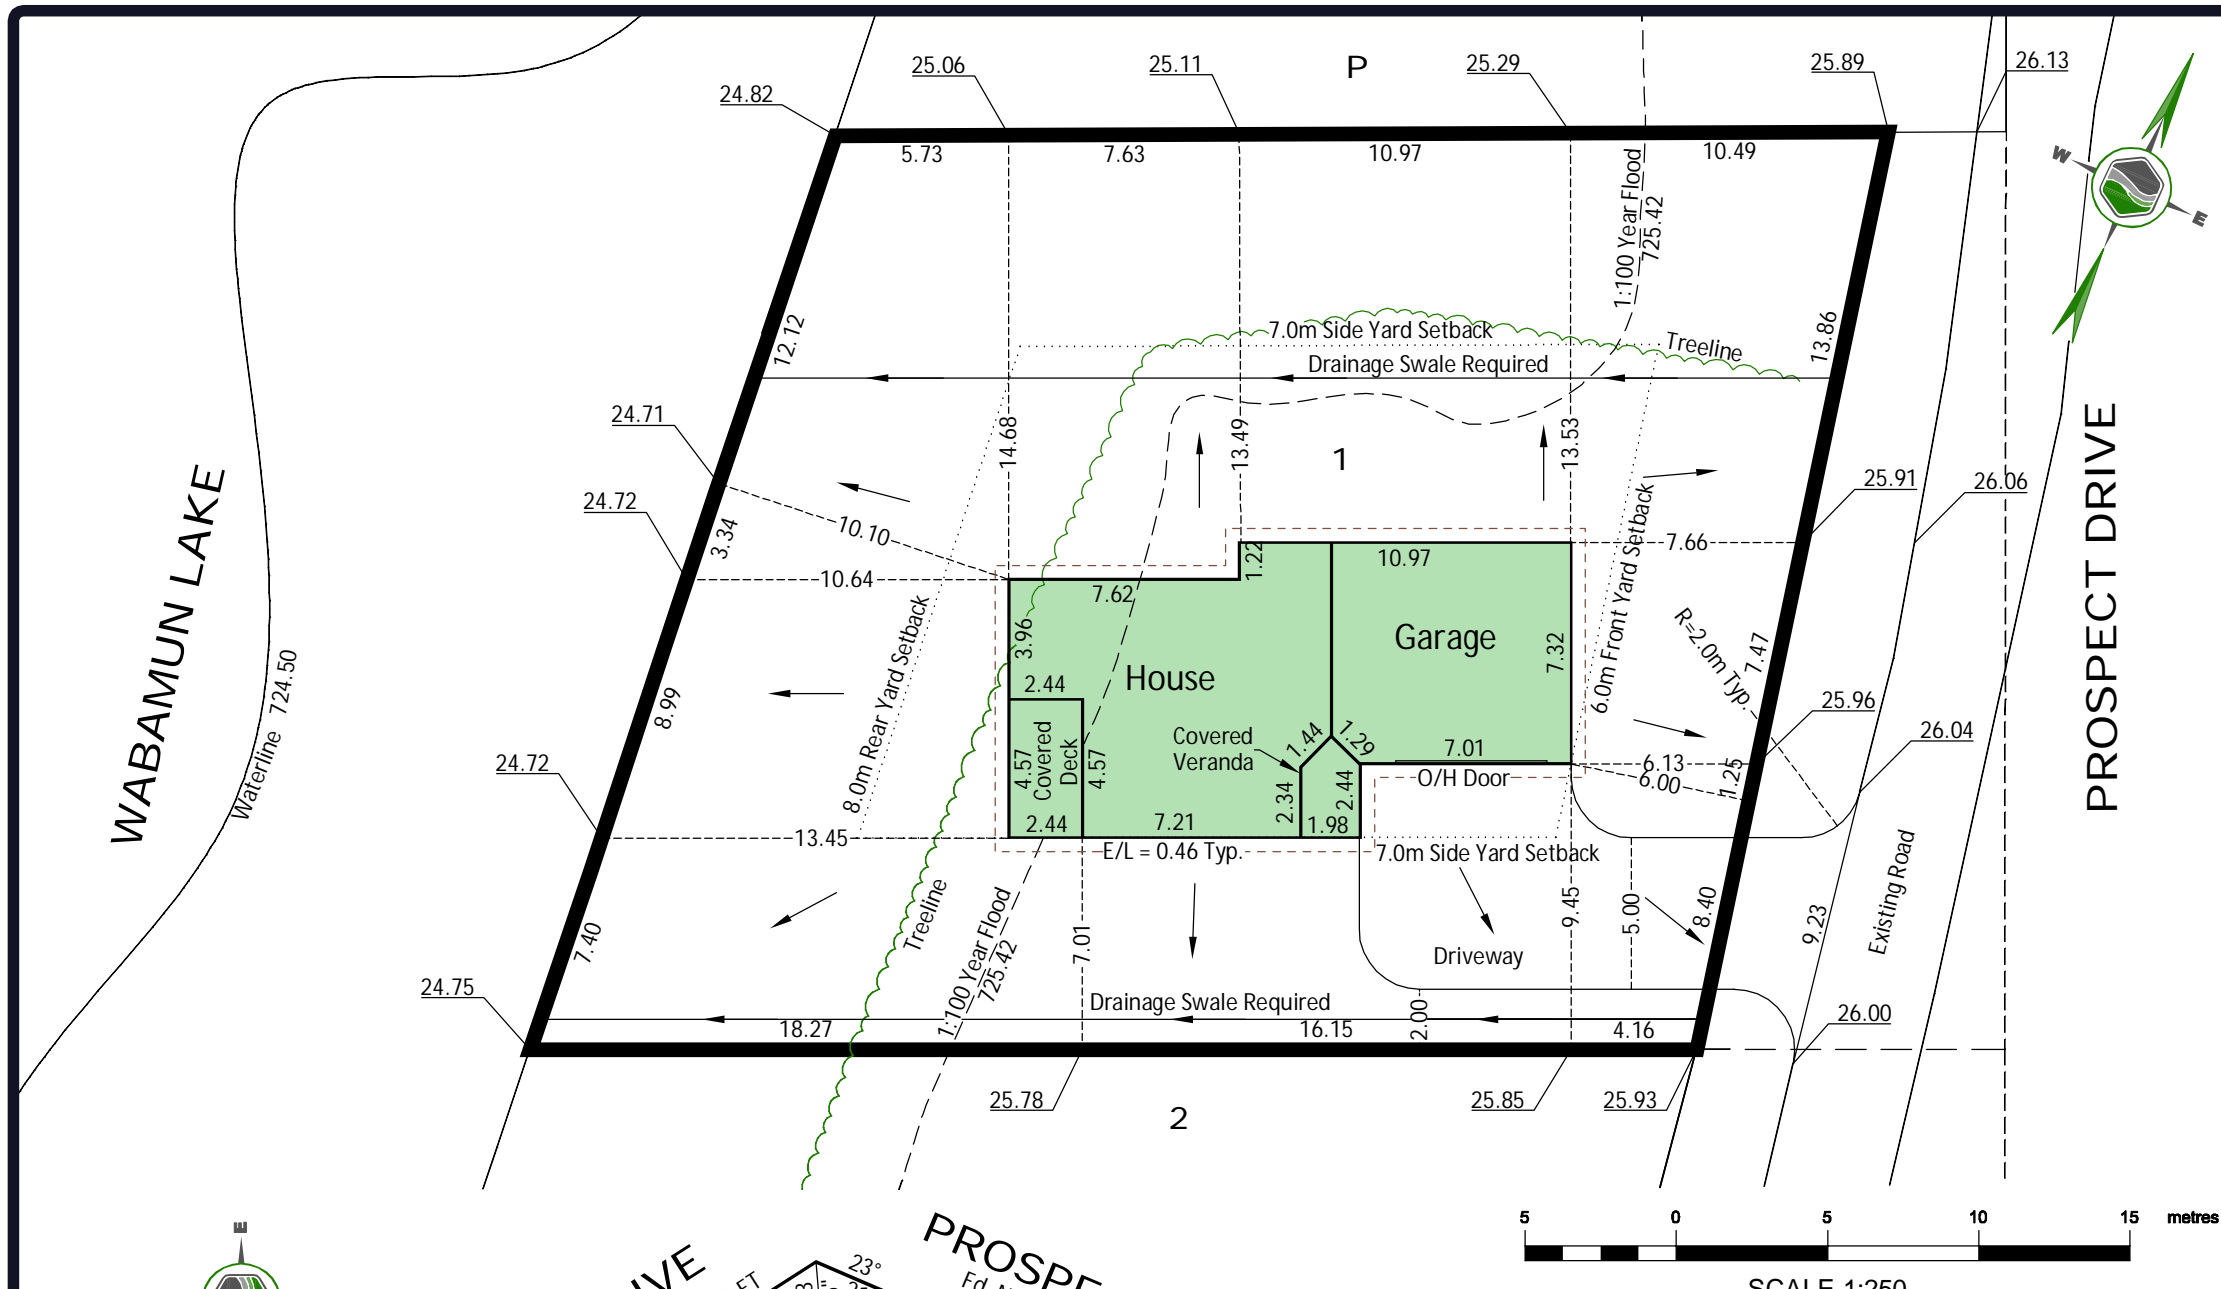 25.06
25.11
P
25.29
25.89
26.13
24.82
5.73
7.63
10.97
10.49
W
E
1:100 Year Flood
725.42
12.12
7.0m Side Yard Setback
Treeline
Drainage Swale Required
13.86
24.71
14.68
13.49
1
13.53
25.91
26.06
24.72
10.10
3.34
10.64
7.62
1.22
10.97
7.66
6.0m Front Yard Setback
WABAMUN LAKE
Waterline 724.50
8.0m Rear Yard Setback
3.96
House
Garage
7.32
R=2.0m Typ.
7.47
PROSPECT DRIVE
8.99
2.44
4.57
Covered
Deck
4.57
Covered
Veranda
1.44
1.29
7.01
O/H Door
6.13
6.00
1.25
25.96
26.04
24.72
2.34
2.44
13.45
2.44
7.21
1.98
E/L = 0.46 Typ.
7.0m Side Yard Setback
7.40
Treeline
1:100 Year Flood
725.42
7.01
Driveway
9.45
5.00
8.40
9.23
Existing Road
24.75
Drainage Swale Required
18.27
16.15
2.00
4.16
26.00
25.78
2
25.85
25.93
5 0 5 10 15 metres
SCALE 1:250
E
IVE
PROSPE
23°